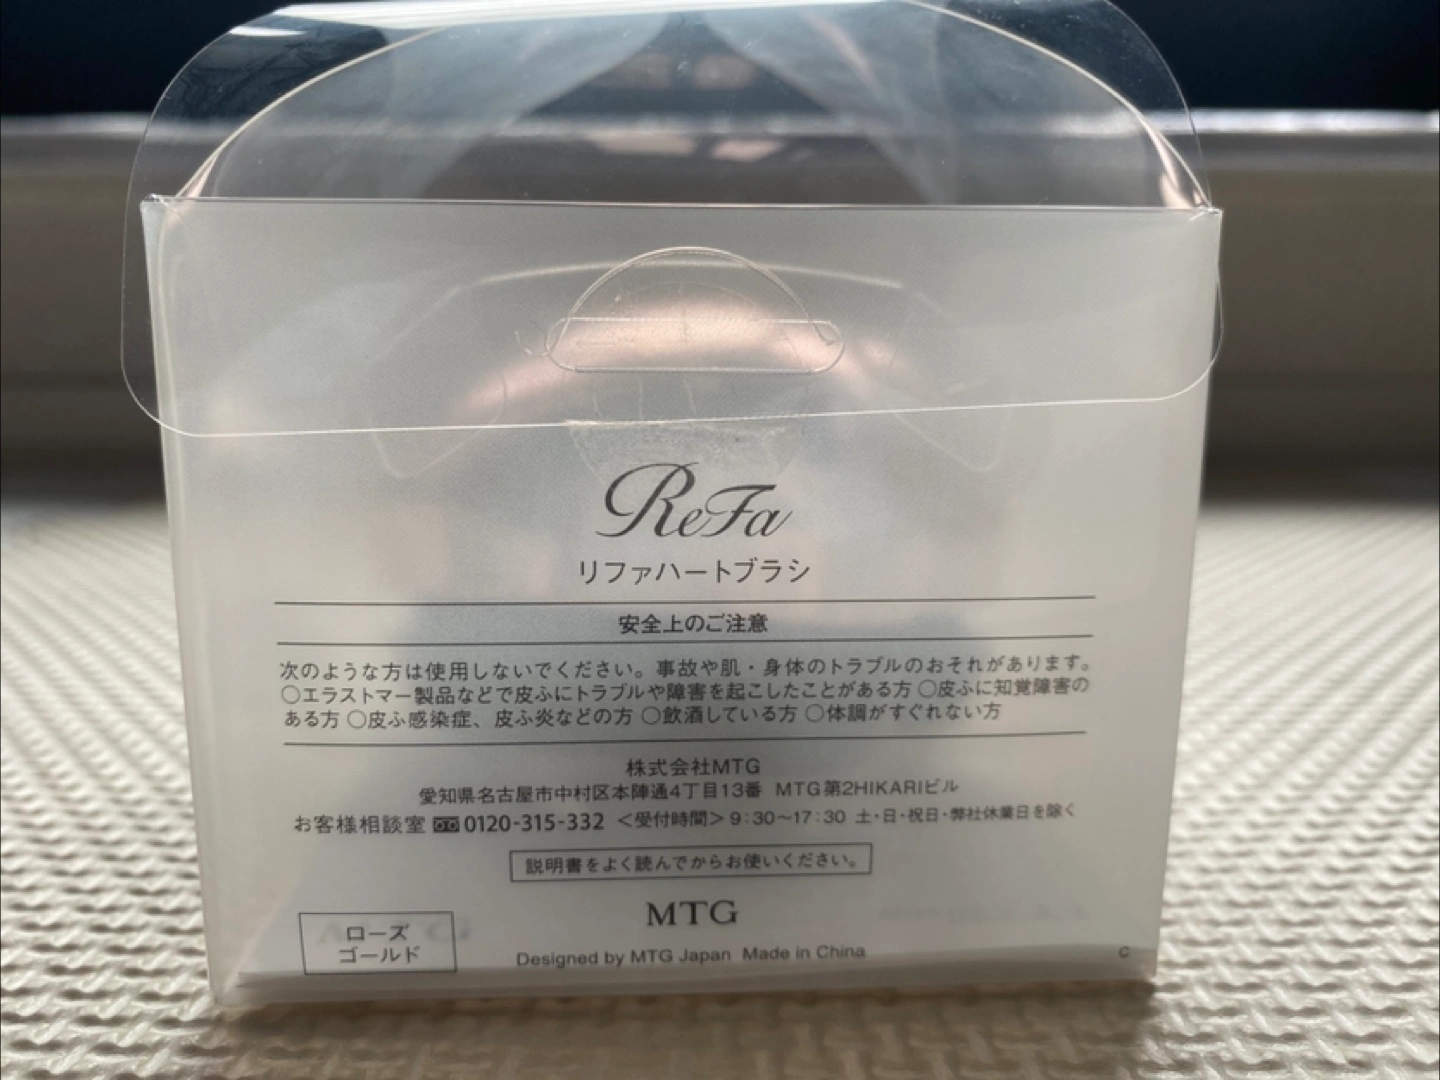 ReFa
リファハートブラシ
安全上のご注意
次のような方は使用しないでください。事故や肌・身体のトラブルのおそれがあります。
○エラストマー製品などで皮ふにトラブルや障害を起こしたことがある方 ○皮ふに知覚障害の
ある方 ○皮ふ感染症、皮ふ炎などの方 ○飲酒している方 ○体調がすぐれない方
株式会社MTG
愛知県名古屋市中村区本陣通4丁目13番 MTG第2HIKARIビル
お客様相談室 0120-315-332 ＜受付時間＞9:30〜17:30 土・日・祝日・弊社休業日を除く
説明書をよく読んでからお使いください。
MTG
ローズ
ゴールド
Designed by MTG Japan Made in China
C